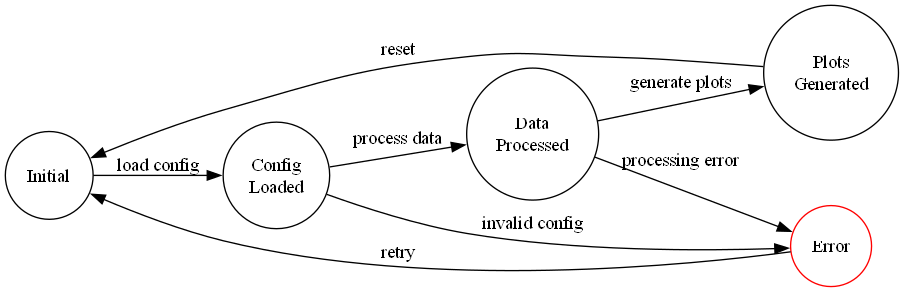 reset
Plots
Generated
generate plots
Data
Processed
process data
load config
Config
Loaded
Initial
processing error
invalid config
Error
retry